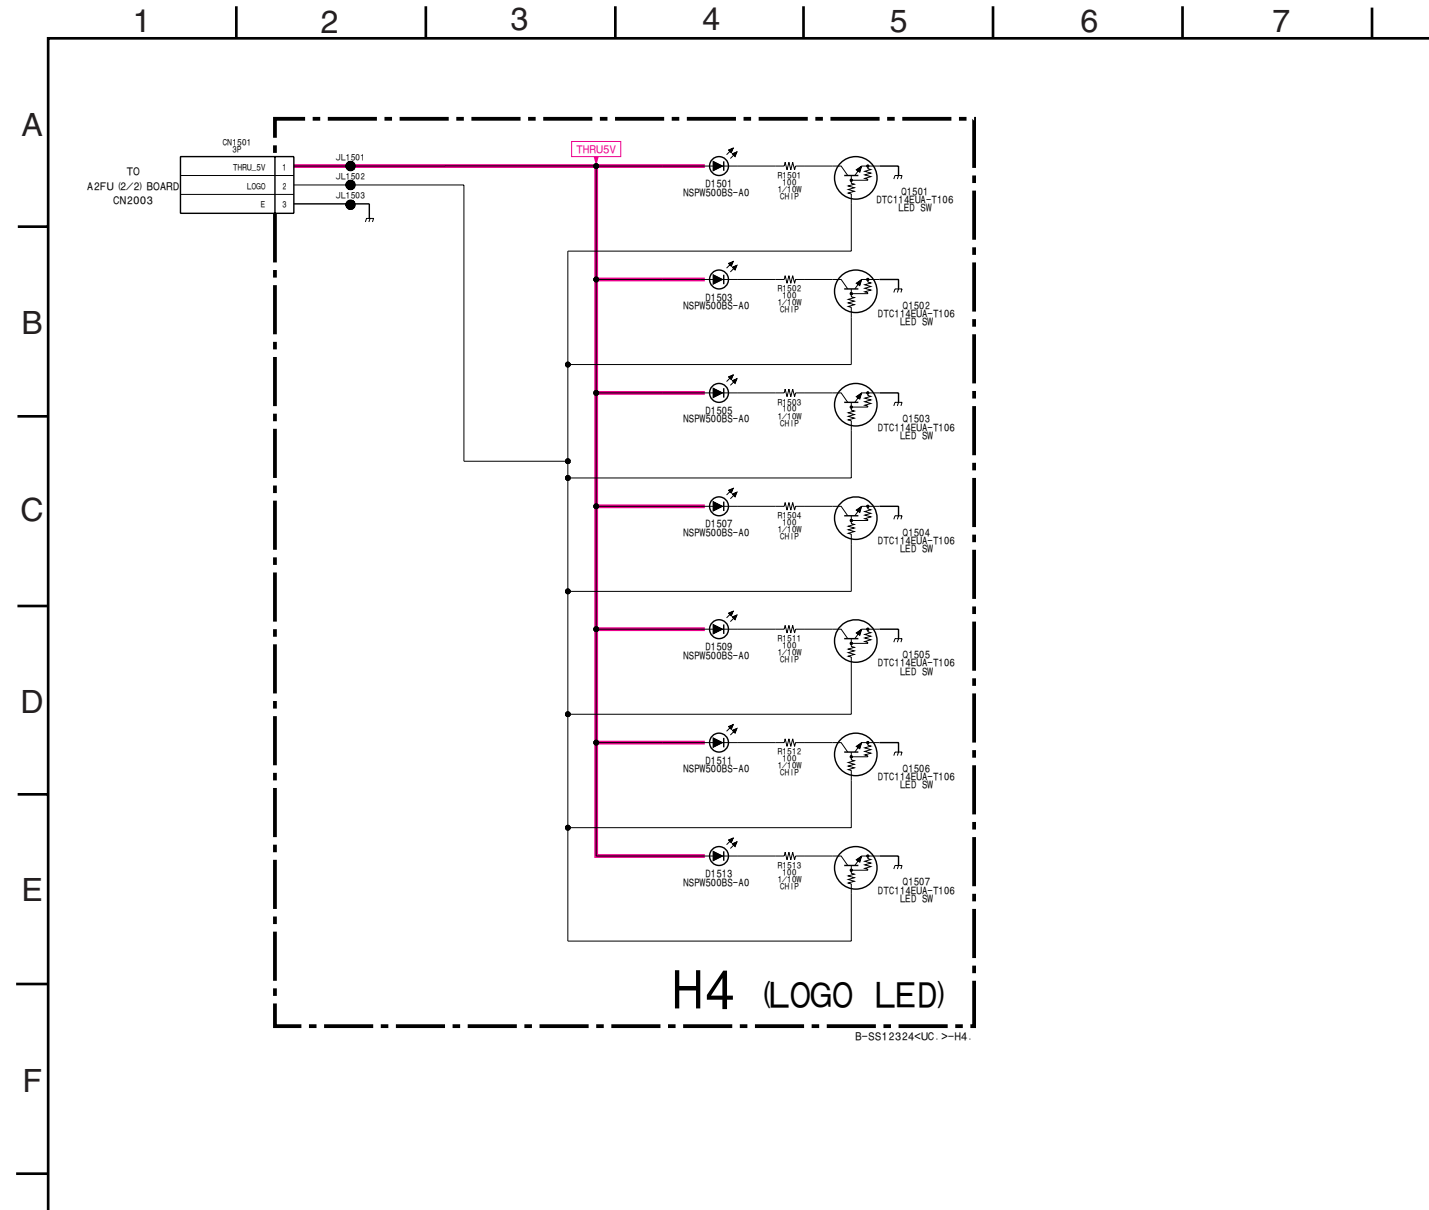 1 2 3 4 5 6 7
A
B
C
D
E
F
TO
A2FU (2/2) BOARD
CN2003
CN1501
3P
THRU_5V 1
LOGO 2
E 3
JL1501
JL1502
JL1503
THRU5V
D1501
NSPW500BS-A0
R1501
100
1/10W
CHIP
Q1501
DTC114EUA-T106
LED SW
D1503
NSPW500BS-A0
R1502
100
1/10W
CHIP
Q1502
DTC114EUA-T106
LED SW
D1505
NSPW500BS-A0
R1503
100
1/10W
CHIP
Q1503
DTC114EUA-T106
LED SW
D1507
NSPW500BS-A0
R1504
100
1/10W
CHIP
Q1504
DTC114EUA-T106
LED SW
D1509
NSPW500BS-A0
R1511
100
1/10W
CHIP
Q1505
DTC114EUA-T106
LED SW
D1511
NSPW500BS-A0
R1512
100
1/10W
CHIP
Q1506
DTC114EUA-T106
LED SW
D1513
NSPW500BS-A0
R1513
100
1/10W
CHIP
Q1507
DTC114EUA-T106
LED SW
H4 (LOGO LED)
B-SS12324<UC.>-H4.